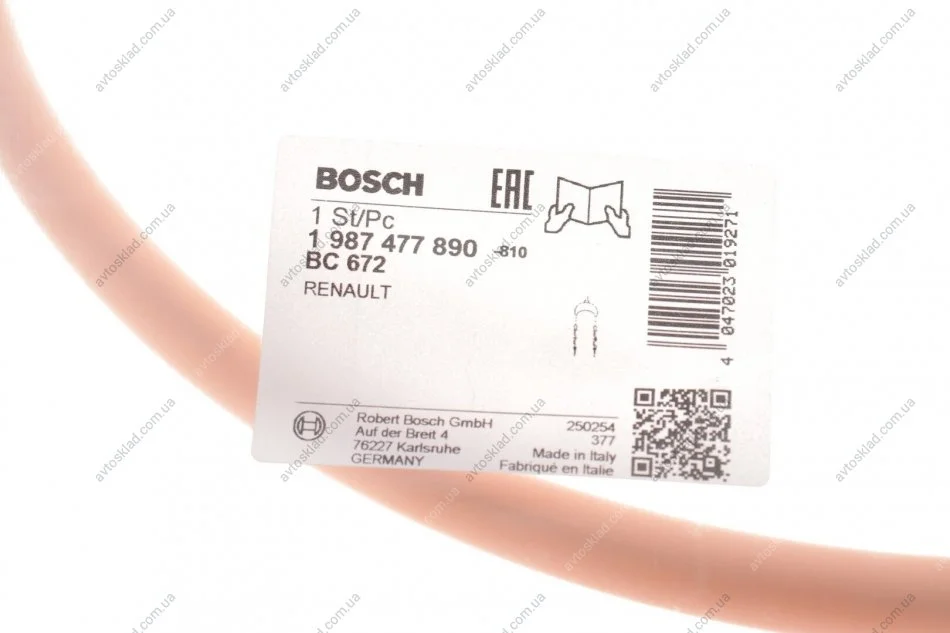 BOSCH
EAC
1 St/Pc
1 987 477 890 -810
BC 672
RENAULT
4 047023 019271
Robert Bosch GmbH
Auf der Breit 4
76227 Karlsruhe
GERMANY
250254
377
Made in Italy
Fabriqué en Italie
avtosklad.com.ua